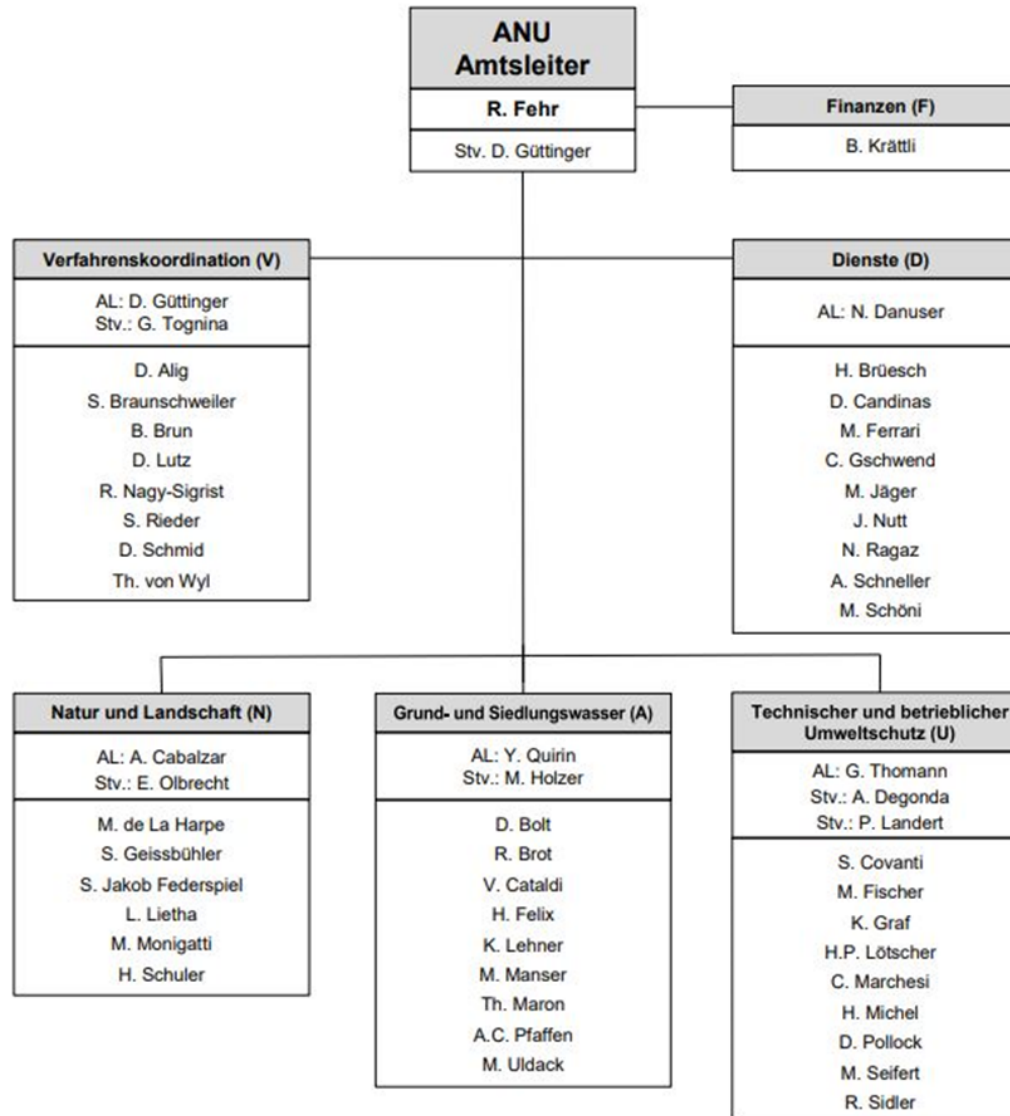 ANU
Amtsleiter
R. Fehr
Stv. D. Güttinger
Finanzen (F)
B. Krättli
Verfahrenskoordination (V)
AL: D. Güttinger
Stv.: G. Tognina
D. Alig
S. Braunschweiler
B. Brun
D. Lutz
R. Nagy-Sigrist
S. Rieder
D. Schmid
Th. von Wyl
Dienste (D)
AL: N. Danuser
H. Brüesch
D. Candinas
M. Ferrari
C. Gschwend
M. Jäger
J. Nutt
N. Ragaz
A. Schneller
M. Schöni
Natur und Landschaft (N)
AL: A. Cabalzar
Stv.: E. Olbrecht
M. de La Harpe
S. Geissbühler
S. Jakob Federspiel
L. Lietha
M. Monigatti
H. Schuler
Grund- und Siedlungswasser (A)
AL: Y. Quirin
Stv.: M. Holzer
D. Bolt
R. Brot
V. Cataldi
H. Felix
K. Lehner
M. Manser
Th. Maron
A.C. Pfaffen
M. Uldack
Technischer und betrieblicher
Umweltschutz (U)
AL: G. Thomann
Stv.: A. Degonda
Stv.: P. Landert
S. Covanti
M. Fischer
K. Graf
H.P. Lötscher
C. Marchesi
H. Michel
D. Pollock
M. Seifert
R. Sidler